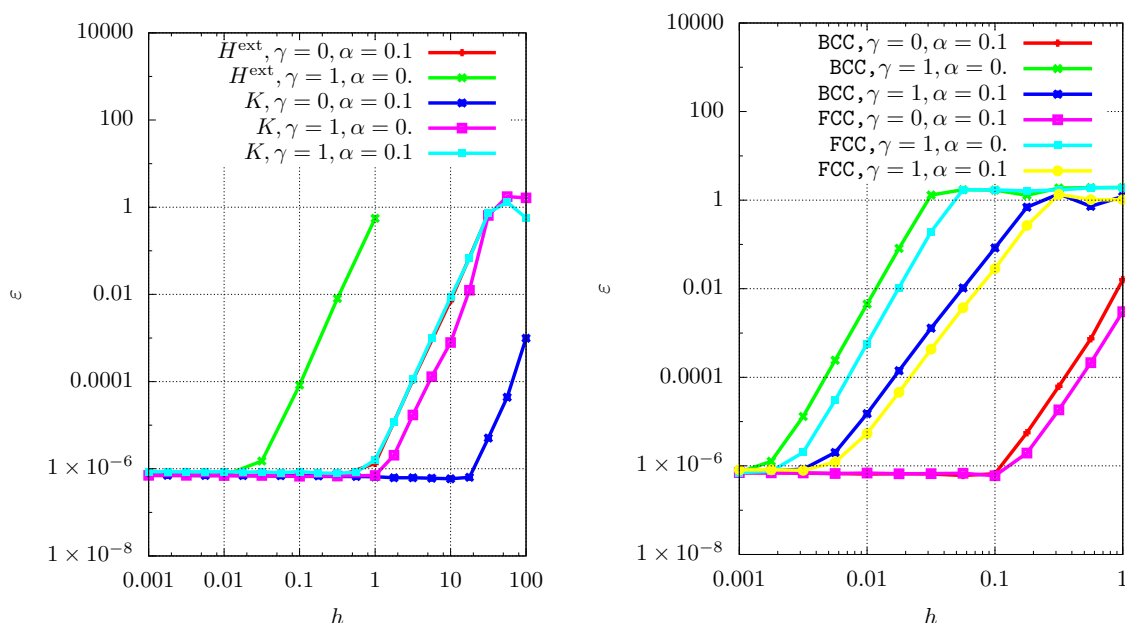 10000
100
1
0.01
0.0001
1 × 10⁻⁶
1 × 10⁻⁸
0.001
0.01
0.1
1
10
100
ε
h
Hᵉˣᵗ, γ = 0, α = 0.1
Hᵉˣᵗ, γ = 1, α = 0.
K, γ = 0, α = 0.1
K, γ = 1, α = 0.
K, γ = 1, α = 0.1
10000
100
1
0.01
0.0001
1 × 10⁻⁶
1 × 10⁻⁸
0.001
0.01
0.1
1
ε
h
BCC, γ = 0, α = 0.1
BCC, γ = 1, α = 0.
BCC, γ = 1, α = 0.1
FCC, γ = 0, α = 0.1
FCC, γ = 1, α = 0.
FCC, γ = 1, α = 0.1